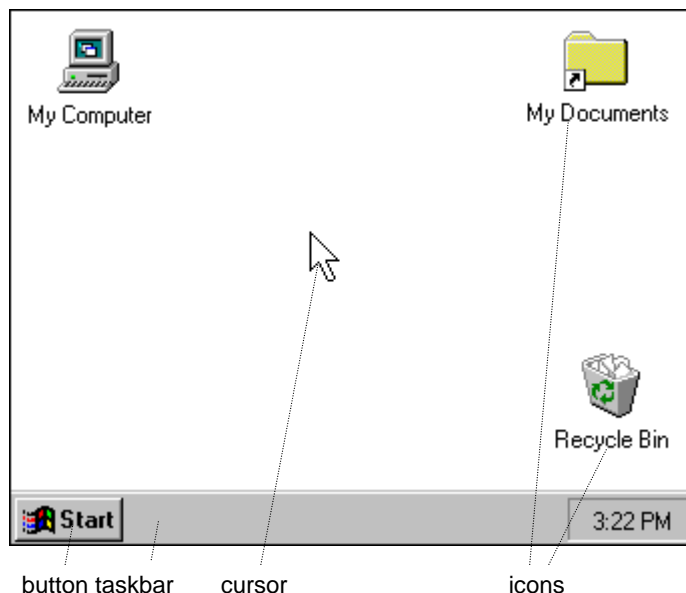 My Computer
My Documents
Recycle Bin
Start
3:22 PM
button taskbar cursor icons